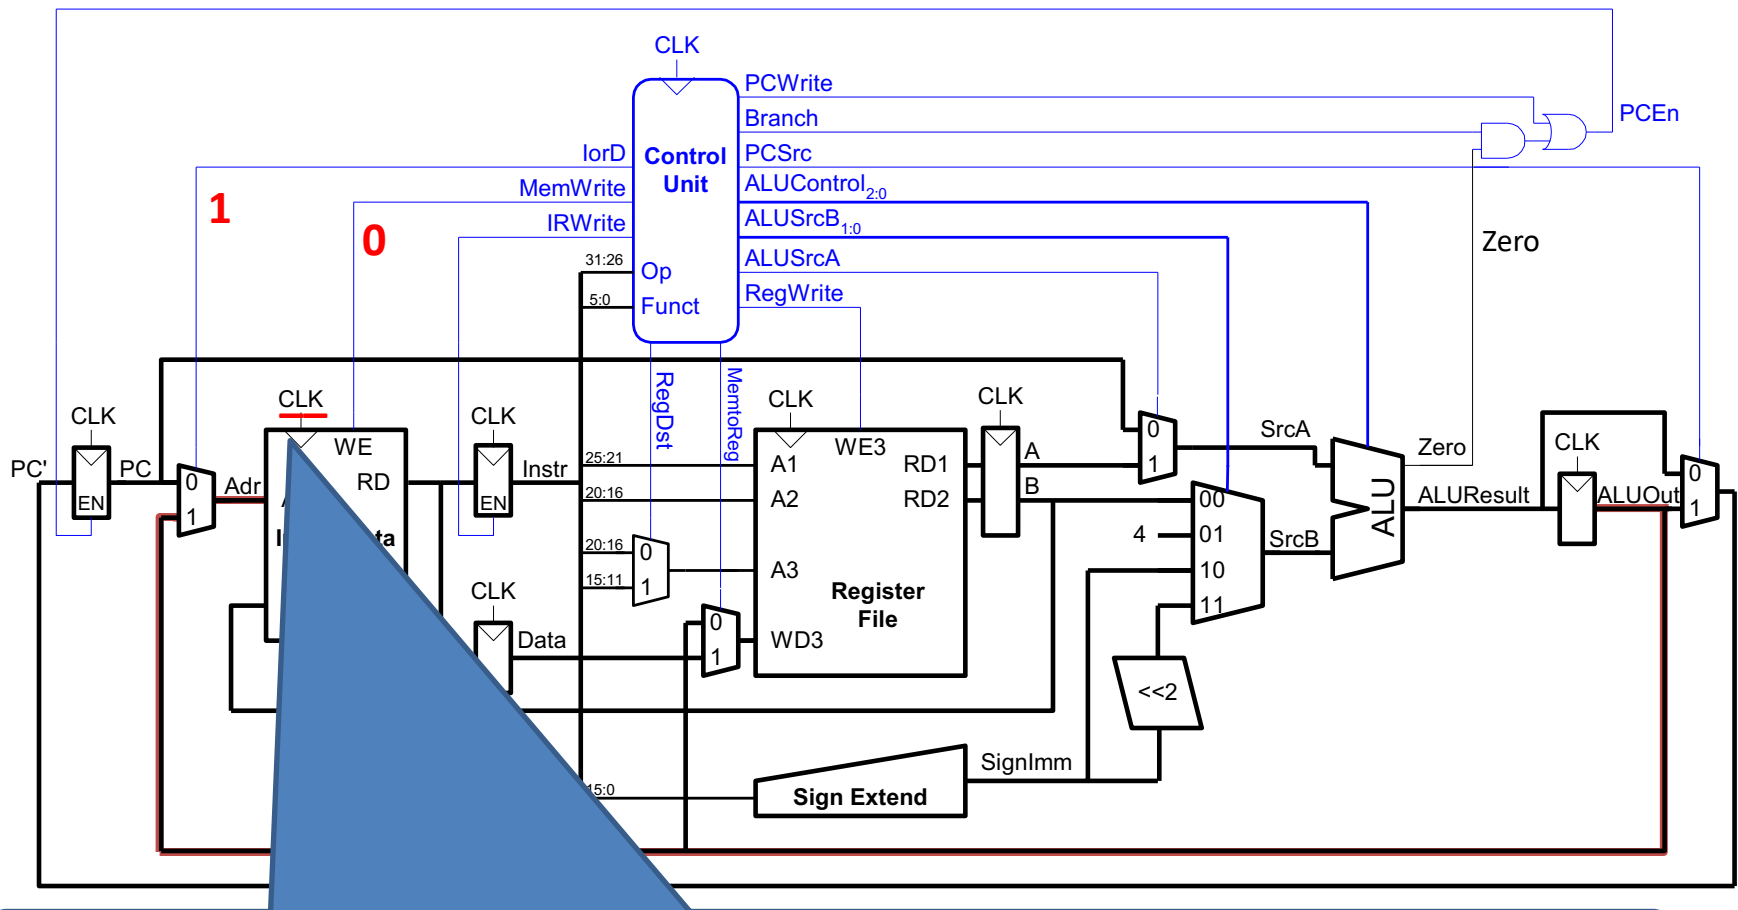 CLK
PCWrite
Branch
PCEn
IorD
Control
Unit
PCSrc
MemWrite
ALUControl2:0
1
0
IRWrite
ALUSrcB1:0
Zero
31:26
Op
ALUSrcA
5:0
Funct
RegWrite
RegDst
MemtoReg
CLK
CLK
CLK
CLK
CLK
CLK
WE
WE3
PC'
PC
EN
0
1
Adr
RD
EN
Instr
25:21
A1
RD1
A
0
1
SrcA
Zero
0
1
20:16
A2
RD2
B
00
ALU
ALUResult
ALUOut
4
01
SrcB
20:16
0
10
15:11
1
A3
11
Register
File
CLK
Data
0
1
WD3
<<2
SignImm
15:0
Sign Extend